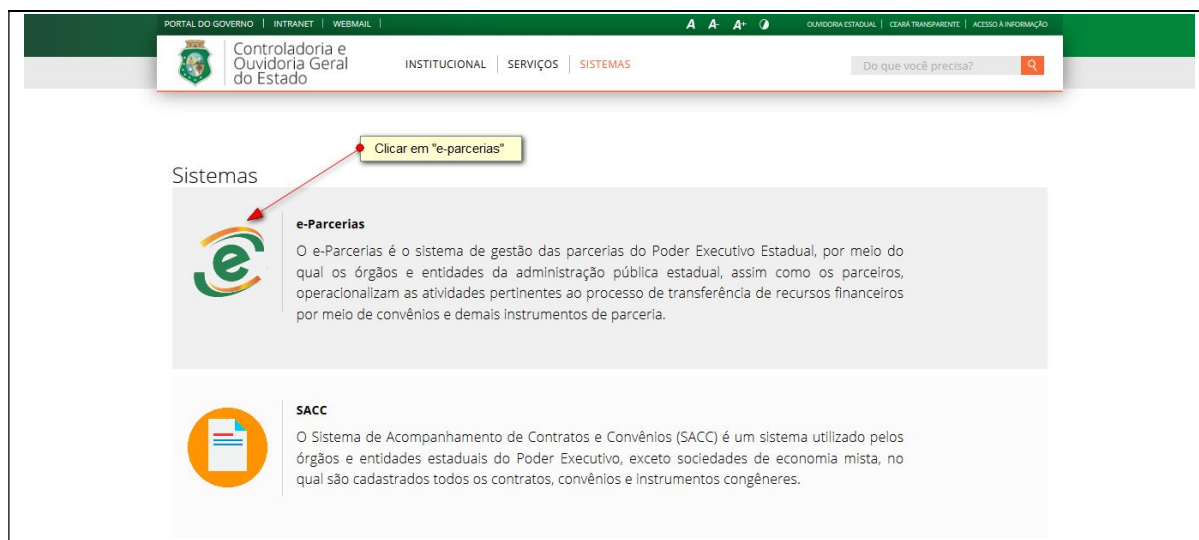 PORTAL DO GOVERNO | INTRANET | WEBMAIL |
A A- A+
OUVIDORIA ESTADUAL | CEARÁ TRANSPARENTE | ACESSO À INFORMAÇÃO
Controladoria e
Ouvidoria Geral
do Estado
INSTITUCIONAL | SERVIÇOS | SISTEMAS
Do que você precisa?
Clicar em "e-parcerias"
Sistemas
e-Parcerias
O e-Parcerias é o sistema de gestão das parcerias do Poder Executivo Estadual, por meio do
qual os órgãos e entidades da administração pública estadual, assim como os parceiros,
operacionalizam as atividades pertinentes ao processo de transferência de recursos financeiros
por meio de convênios e demais instrumentos de parceria.
SACC
O Sistema de Acompanhamento de Contratos e Convênios (SACC) é um sistema utilizado pelos
órgãos e entidades estaduais do Poder Executivo, exceto sociedades de economia mista, no
qual são cadastrados todos os contratos, convênios e instrumentos congêneres.